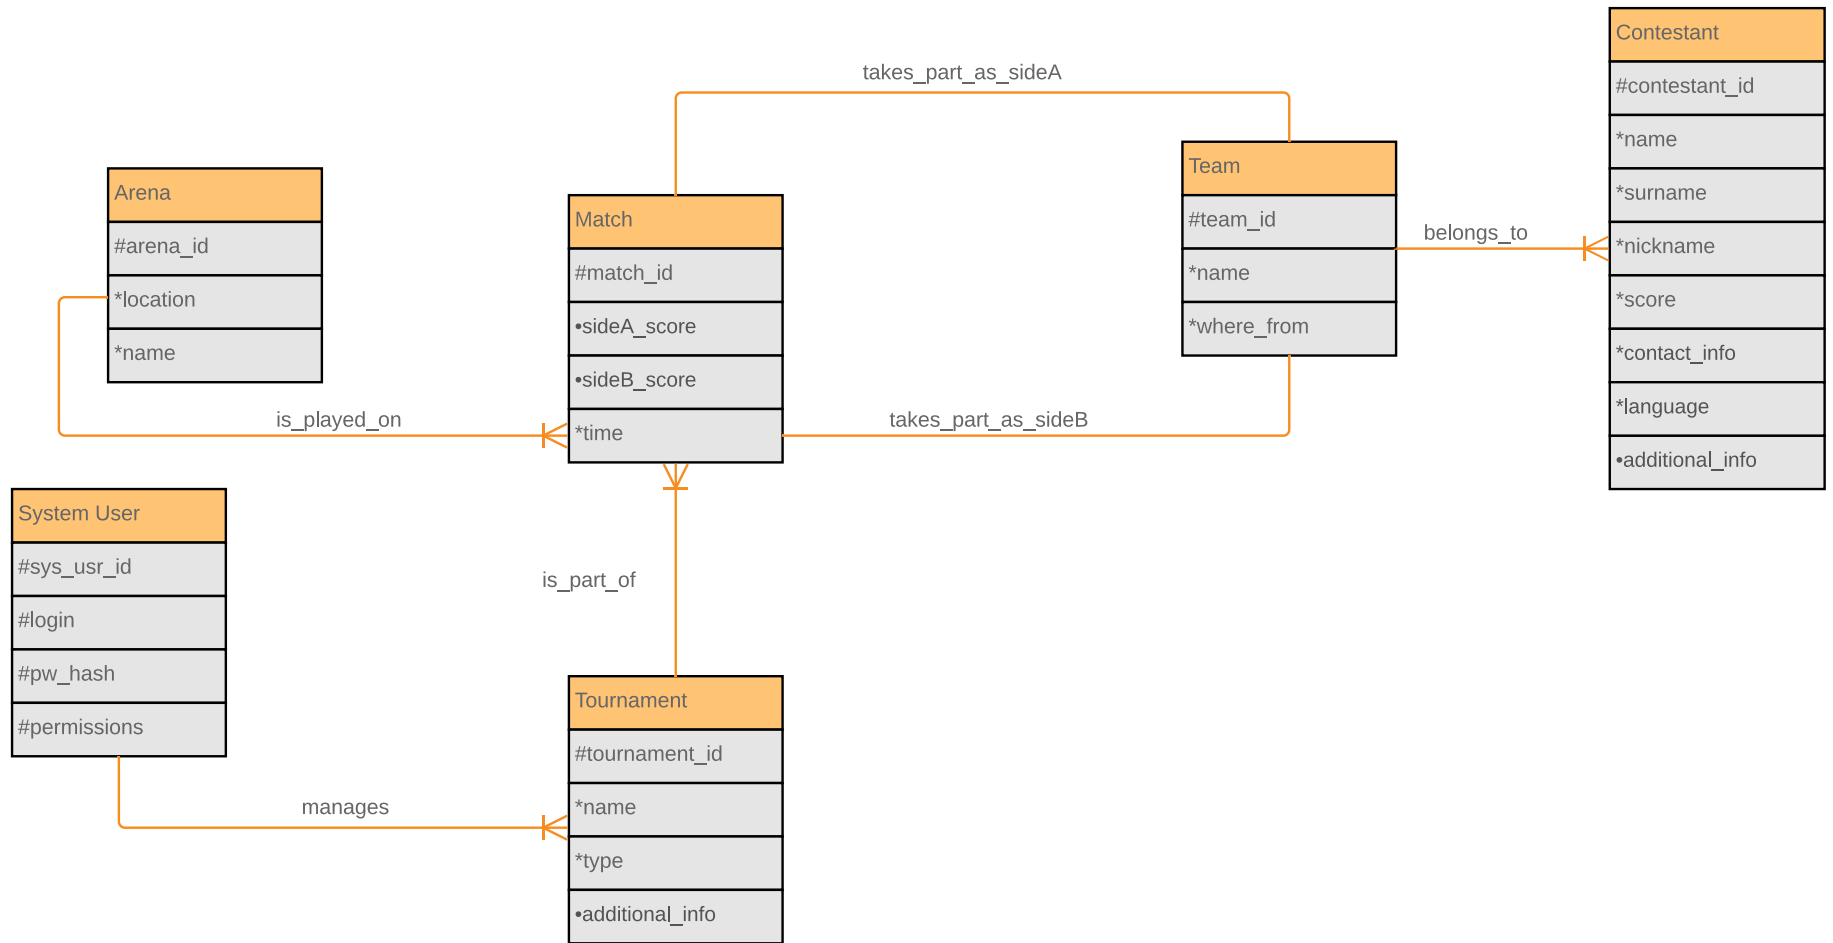 Contestant
#contestant_id
*name
*surname
*nickname
*score
*contact_info
*language
•additional_info
takes_part_as_sideA
Team
#team_id
*name
*where_from
belongs_to
Arena
#arena_id
*location
*name
Match
#match_id
•sideA_score
•sideB_score
*time
is_played_on
takes_part_as_sideB
System User
#sys_usr_id
#login
#pw_hash
#permissions
is_part_of
Tournament
#tournament_id
*name
*type
•additional_info
manages